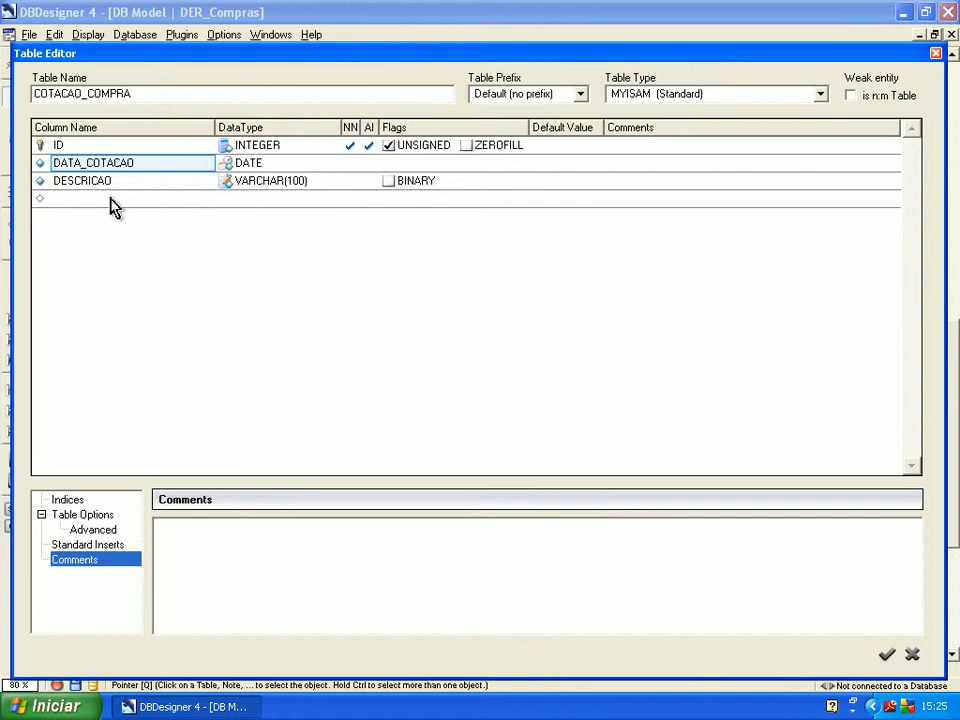 DBDesigner 4 - [DB Model | DER_Compras]
File Edit Display Database Plugins Options Windows Help
Table Editor
Table Name Table Prefix Table Type Weak entity
COTACAO_COMPRA Default (no prefix) MYISAM (Standard) is n:m Table
Column Name DataType NN AI Flags Default Value Comments
ID INTEGER UNSIGNED ZEROFILL
DATA_COTACAO DATE
DESCRICAO VARCHAR(100) BINARY
Indices
Table Options
Advanced
Standard Inserts
Comments
Comments
80 % Pointer [Q] (Click on a Table, Note, ... to select the object. Hold Ctrl to select more than one object.) Not connected to a Database
Iniciar DBDesigner 4 - [DB M... 15:25